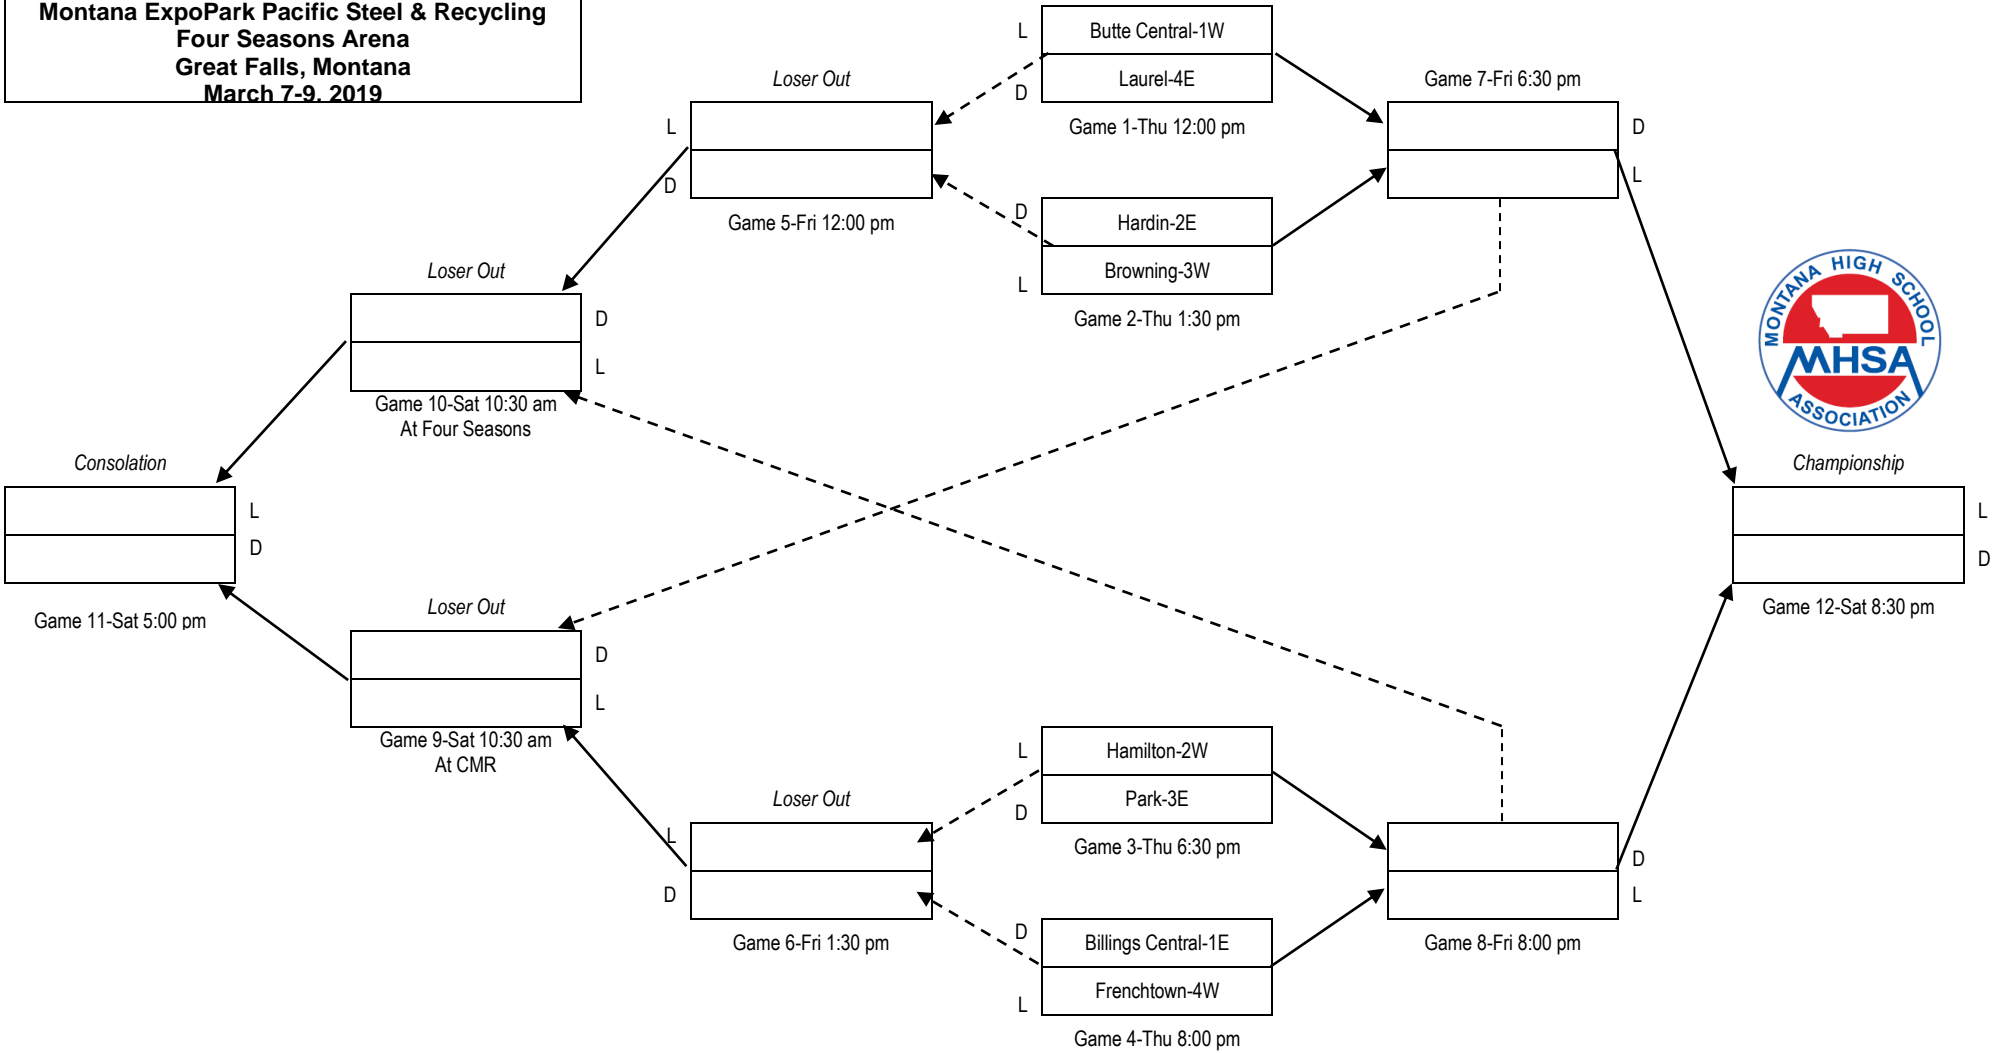 Montana ExpoPark Pacific Steel & Recycling
Four Seasons Arena
Great Falls, Montana
March 7-9, 2019
L
Butte Central-1W
Laurel-4E
D
Game 1-Thu 12:00 pm
Loser Out
L
D
Game 5-Fri 12:00 pm
D
Hardin-2E
Browning-3W
L
Game 2-Thu 1:30 pm
Game 7-Fri 6:30 pm
D
L
Loser Out
D
L
Game 10-Sat 10:30 am
At Four Seasons
MONTANA HIGH SCHOOL
MHSA
ASSOCIATION
Consolation
L
D
Game 11-Sat 5:00 pm
Championship
L
D
Game 12-Sat 8:30 pm
Loser Out
D
L
Game 9-Sat 10:30 am
At CMR
L
Hamilton-2W
Park-3E
D
Game 3-Thu 6:30 pm
Loser Out
L
D
Game 6-Fri 1:30 pm
D
Billings Central-1E
Frenchtown-4W
L
Game 4-Thu 8:00 pm
D
L
Game 8-Fri 8:00 pm